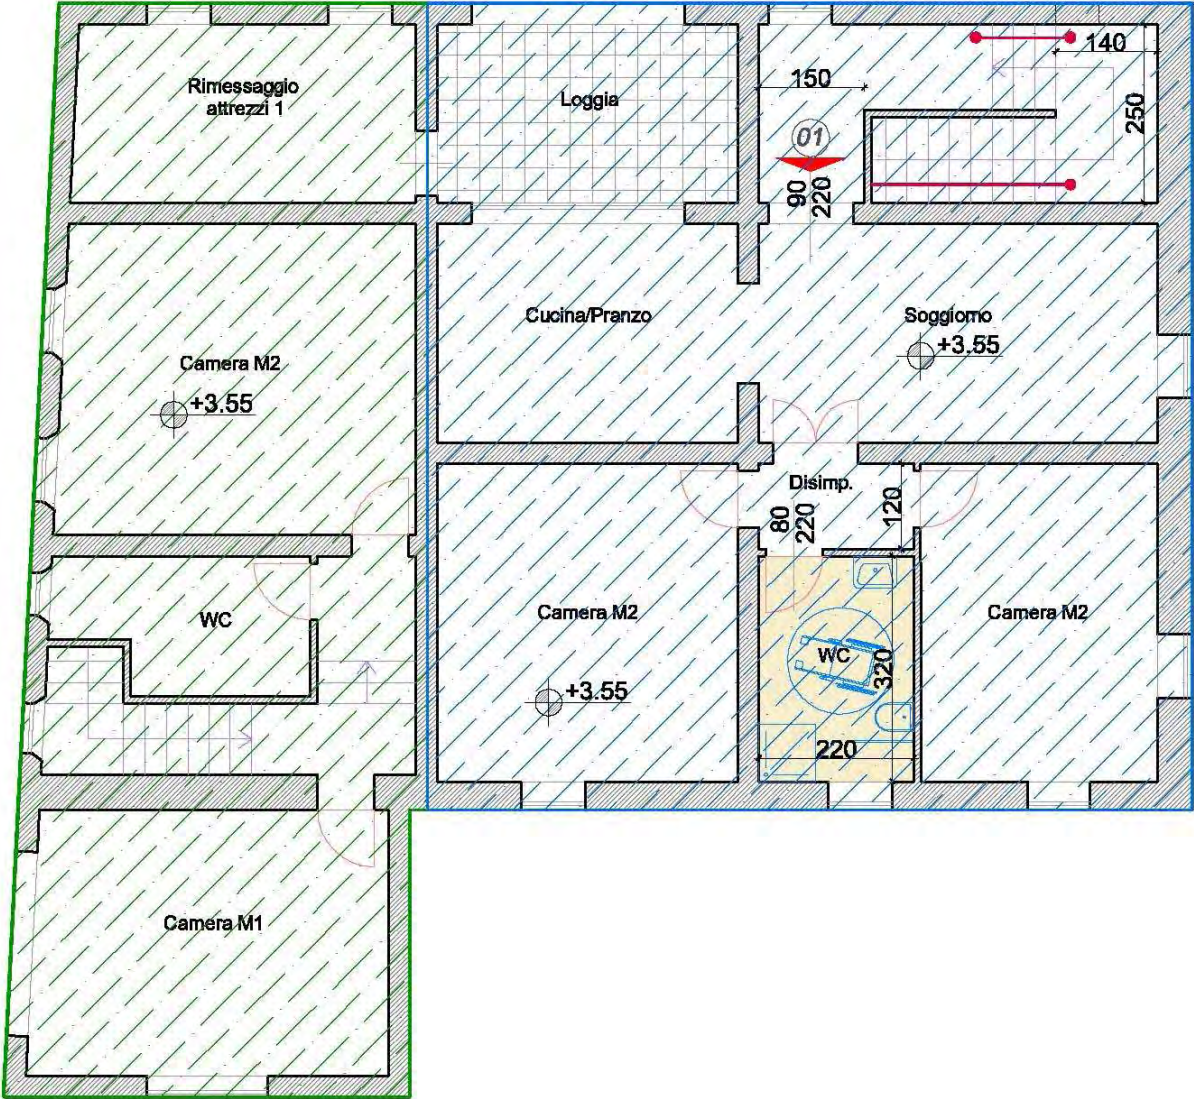 Rimessaggio
attrezzi 1
Loggia
150
140
250
01
90
220
Cucina/Pranzo
Soggiorno
+3.55
Camera M2
+3.55
Disimp.
80
220
120
WC
Camera M2
+3.55
WC
320
220
Camera M2
Camera M1